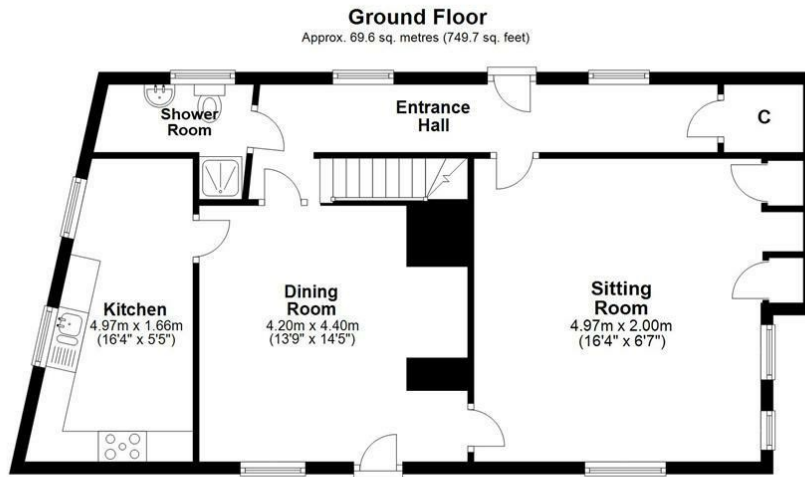 Ground Floor
Approx. 69.6 sq. metres (749.7 sq. feet)
Shower
Room
Entrance
Hall
C
Kitchen
4.97m x 1.66m
(16'4" x 5'5")
Dining
Room
4.20m x 4.40m
(13'9" x 14'5")
Sitting
Room
4.97m x 2.00m
(16'4" x 6'7")